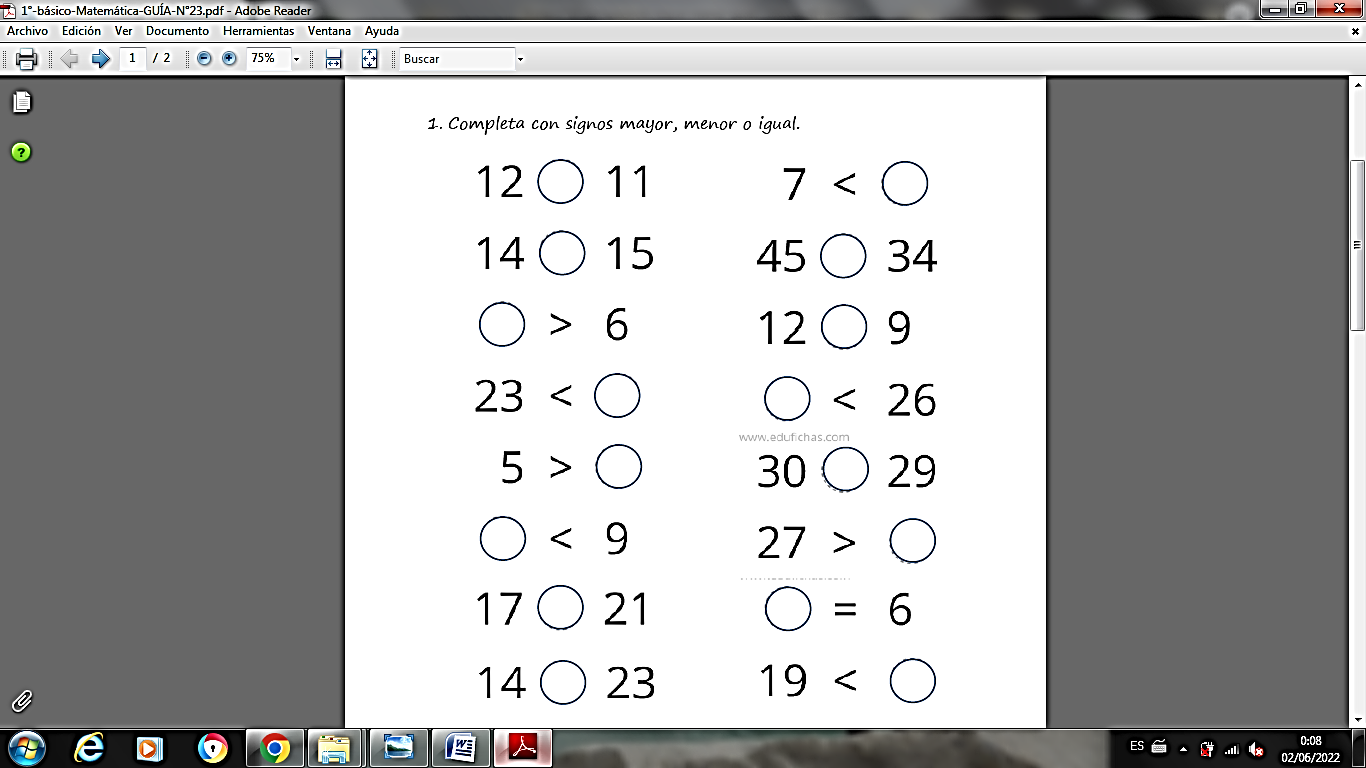 1°-básico-Matemática-GUÍA-N°23.pdf - Adobe Reader
Archivo Edición Ver Documento Herramientas Ventana Ayuda
1 / 2 75% Buscar
1. Completa con signos mayor, menor o igual.
12 11
14 15
> 6
23 <
5 >
< 9
17 21
14 23
7 <
45 34
12 9
< 26
www.edufichas.com
30 29
27 >
= 6
19 <
ES 0:08
02/06/2022